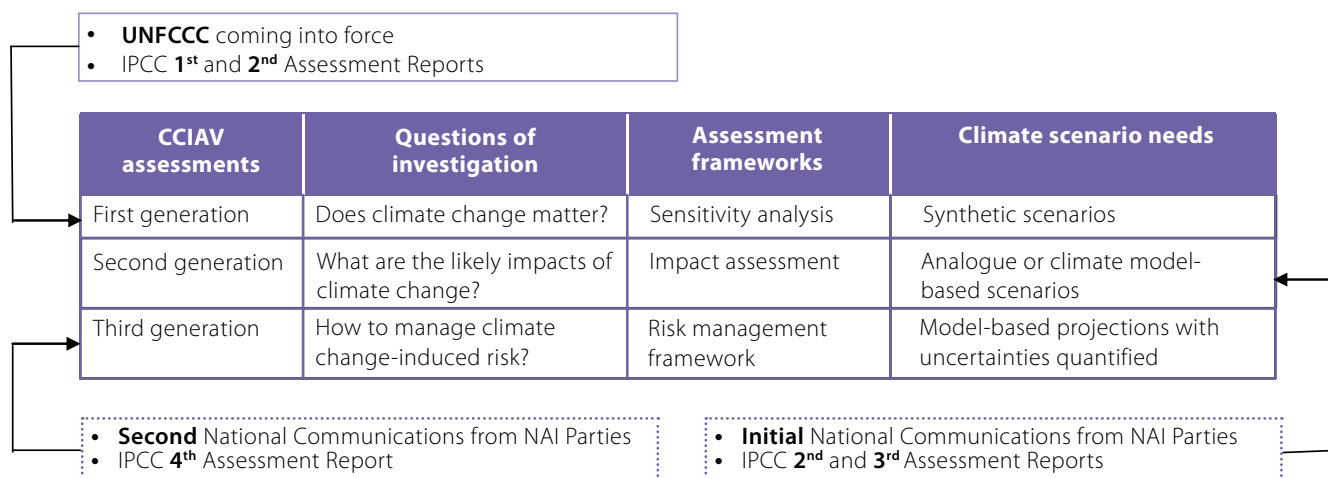 • UNFCCC coming into force
• IPCC 1st and 2nd Assessment Reports
CCIAV assessments
Questions of investigation
Assessment frameworks
Climate scenario needs
First generation
Does climate change matter?
Sensitivity analysis
Synthetic scenarios
Second generation
What are the likely impacts of
climate change?
Impact assessment
Analogue or climate model-
based scenarios
Third generation
How to manage climate
change-induced risk?
Risk management
framework
Model-based projections with
uncertainties quantified
• Second National Communications from NAI Parties
• IPCC 4th Assessment Report
• Initial National Communications from NAI Parties
• IPCC 2nd and 3rd Assessment Reports